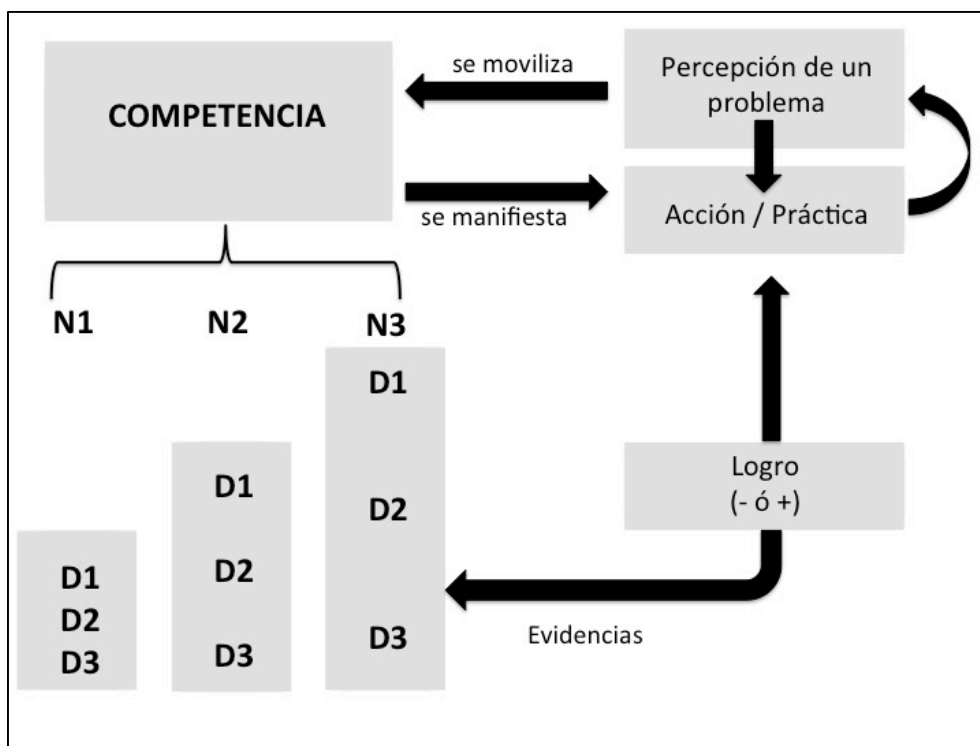 se moviliza
Percepción de un
problema
COMPETENCIA
se manifiesta
Acción / Práctica
N1
N2
N3
D1
D2
D3
D1
D2
D3
D1
D2
D3
Logro
(- ó +)
Evidencias